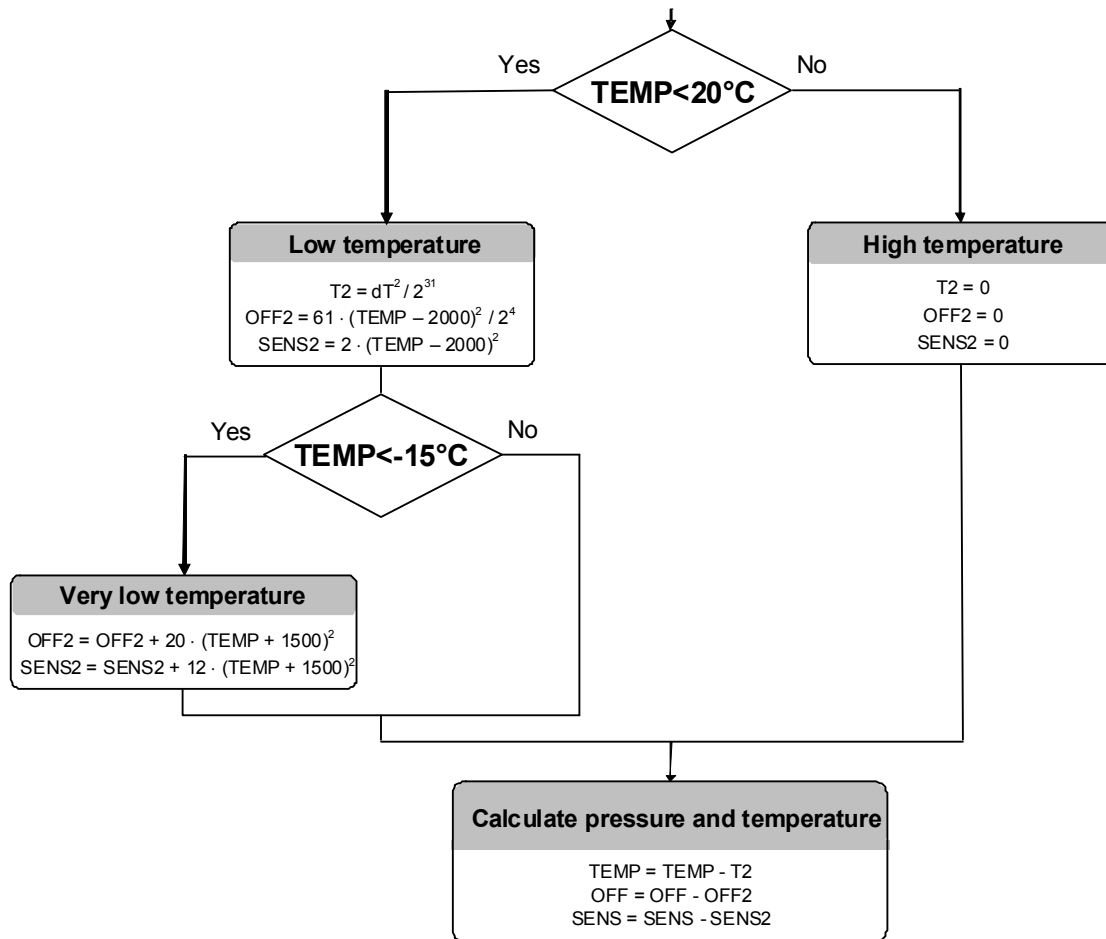 Yes
No
TEMP<20°C
Low temperature
T2 = dT² / 2³¹
OFF2 = 61 · (TEMP – 2000)² / 2⁴
SENS2 = 2 · (TEMP – 2000)²
High temperature
T2 = 0
OFF2 = 0
SENS2 = 0
Yes
No
TEMP<-15°C
Very low temperature
OFF2 = OFF2 + 20 · (TEMP + 1500)²
SENS2 = SENS2 + 12 · (TEMP + 1500)²
Calculate pressure and temperature
TEMP = TEMP - T2
OFF = OFF - OFF2
SENS = SENS - SENS2